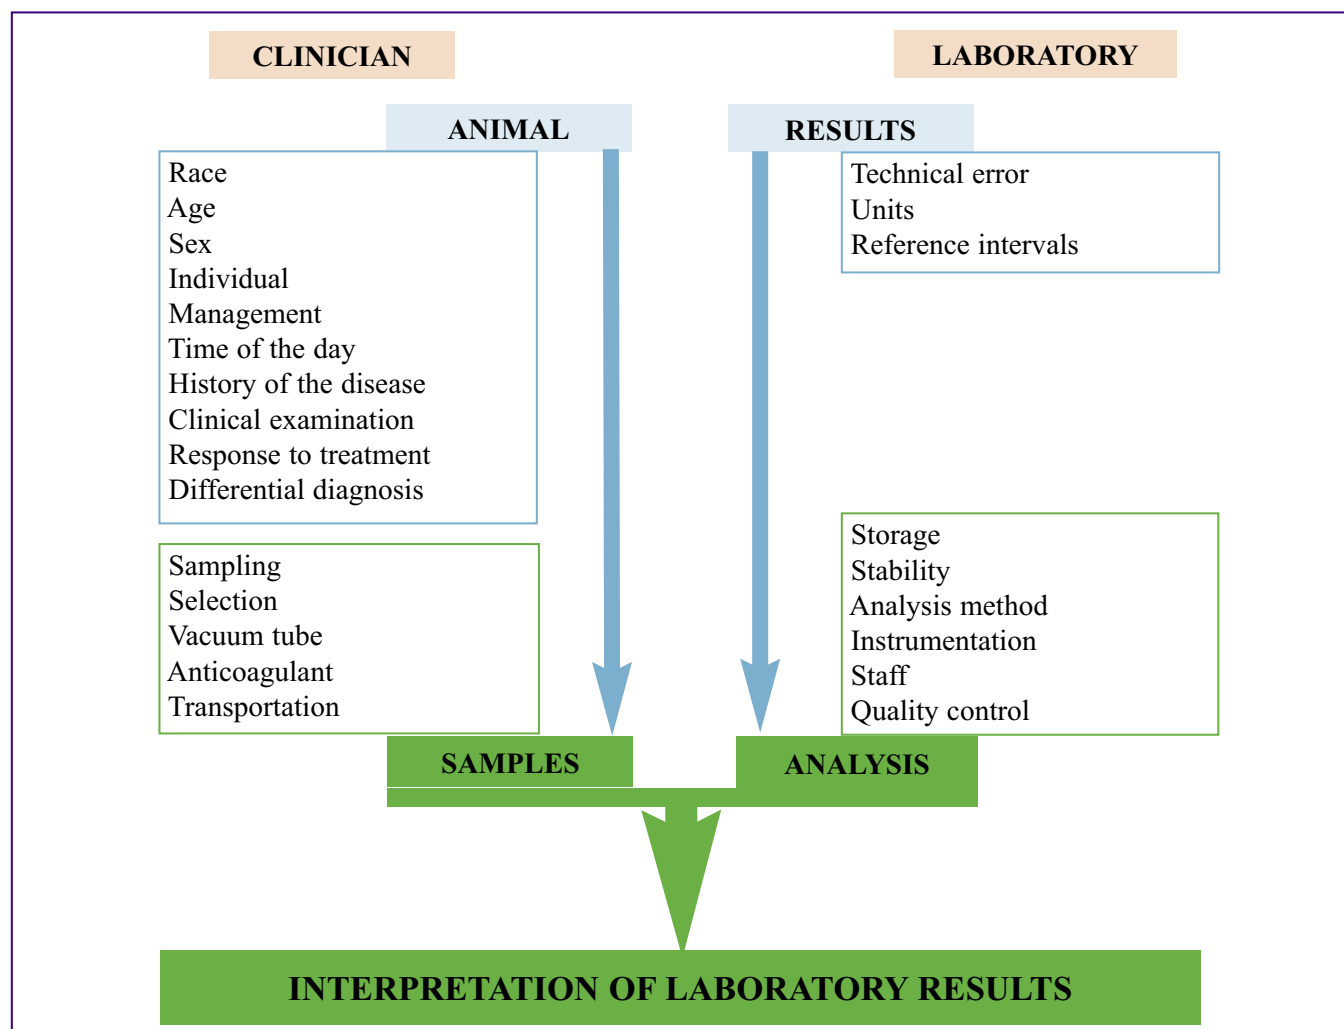 CLINICIAN
ANIMAL
Race
Age
Sex
Individual
Management
Time of the day
History of the disease
Clinical examination
Response to treatment
Differential diagnosis
Sampling
Selection
Vacuum tube
Anticoagulant
Transportation
SAMPLES
LABORATORY
RESULTS
Technical error
Units
Reference intervals
Storage
Stability
Analysis method
Instrumentation
Staff
Quality control
ANALYSIS
INTERPRETATION OF LABORATORY RESULTS